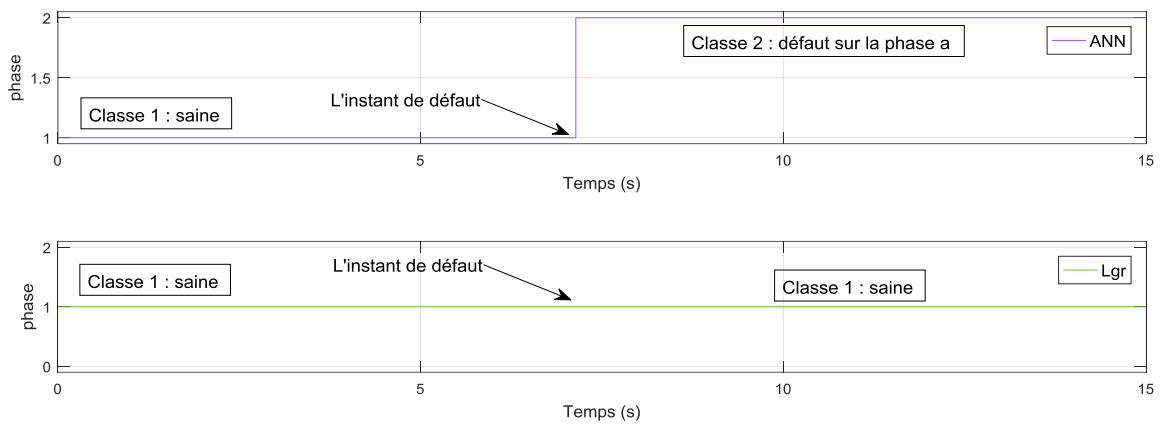 2
Classe 2 : défaut sur la phase a
ANN
phase
1.5
L'instant de défaut
Classe 1 : saine
1
0
5
10
15
Temps (s)
2
L'instant de défaut
Classe 1 : saine
Classe 1 : saine
Lgr
phase
1
0
0
5
10
15
Temps (s)